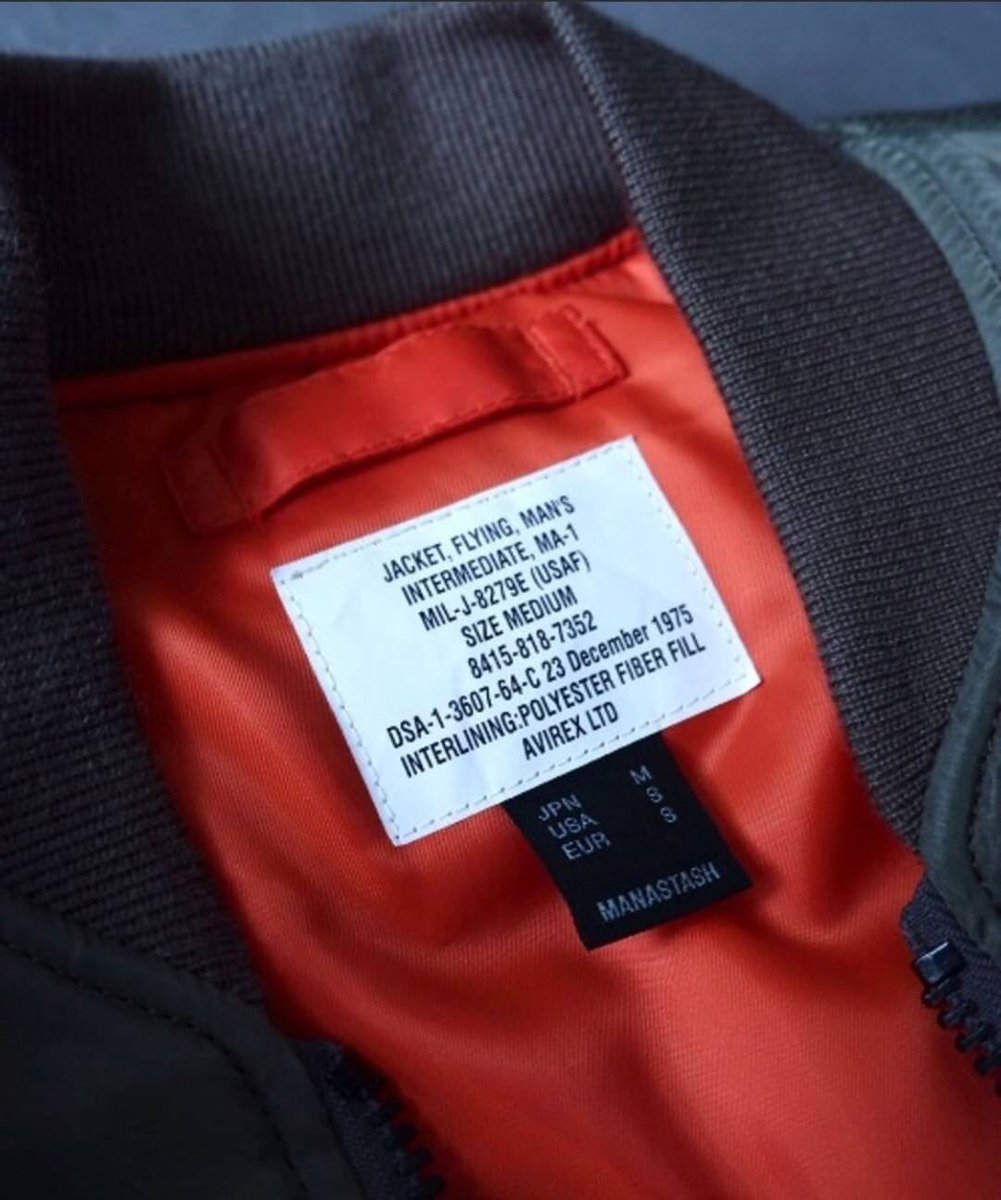 JACKET, FLYING, MAN'S
INTERMEDIATE, MA-1
MIL-J-8279E (USAF)
SIZE MEDIUM
8415-818-7352
DSA-1-3607-64-C 23 December 1975
INTERLINING:POLYESTER FIBER FILL
AVIREX LTD
JPN M
USA S
EUR S
MANASTASH